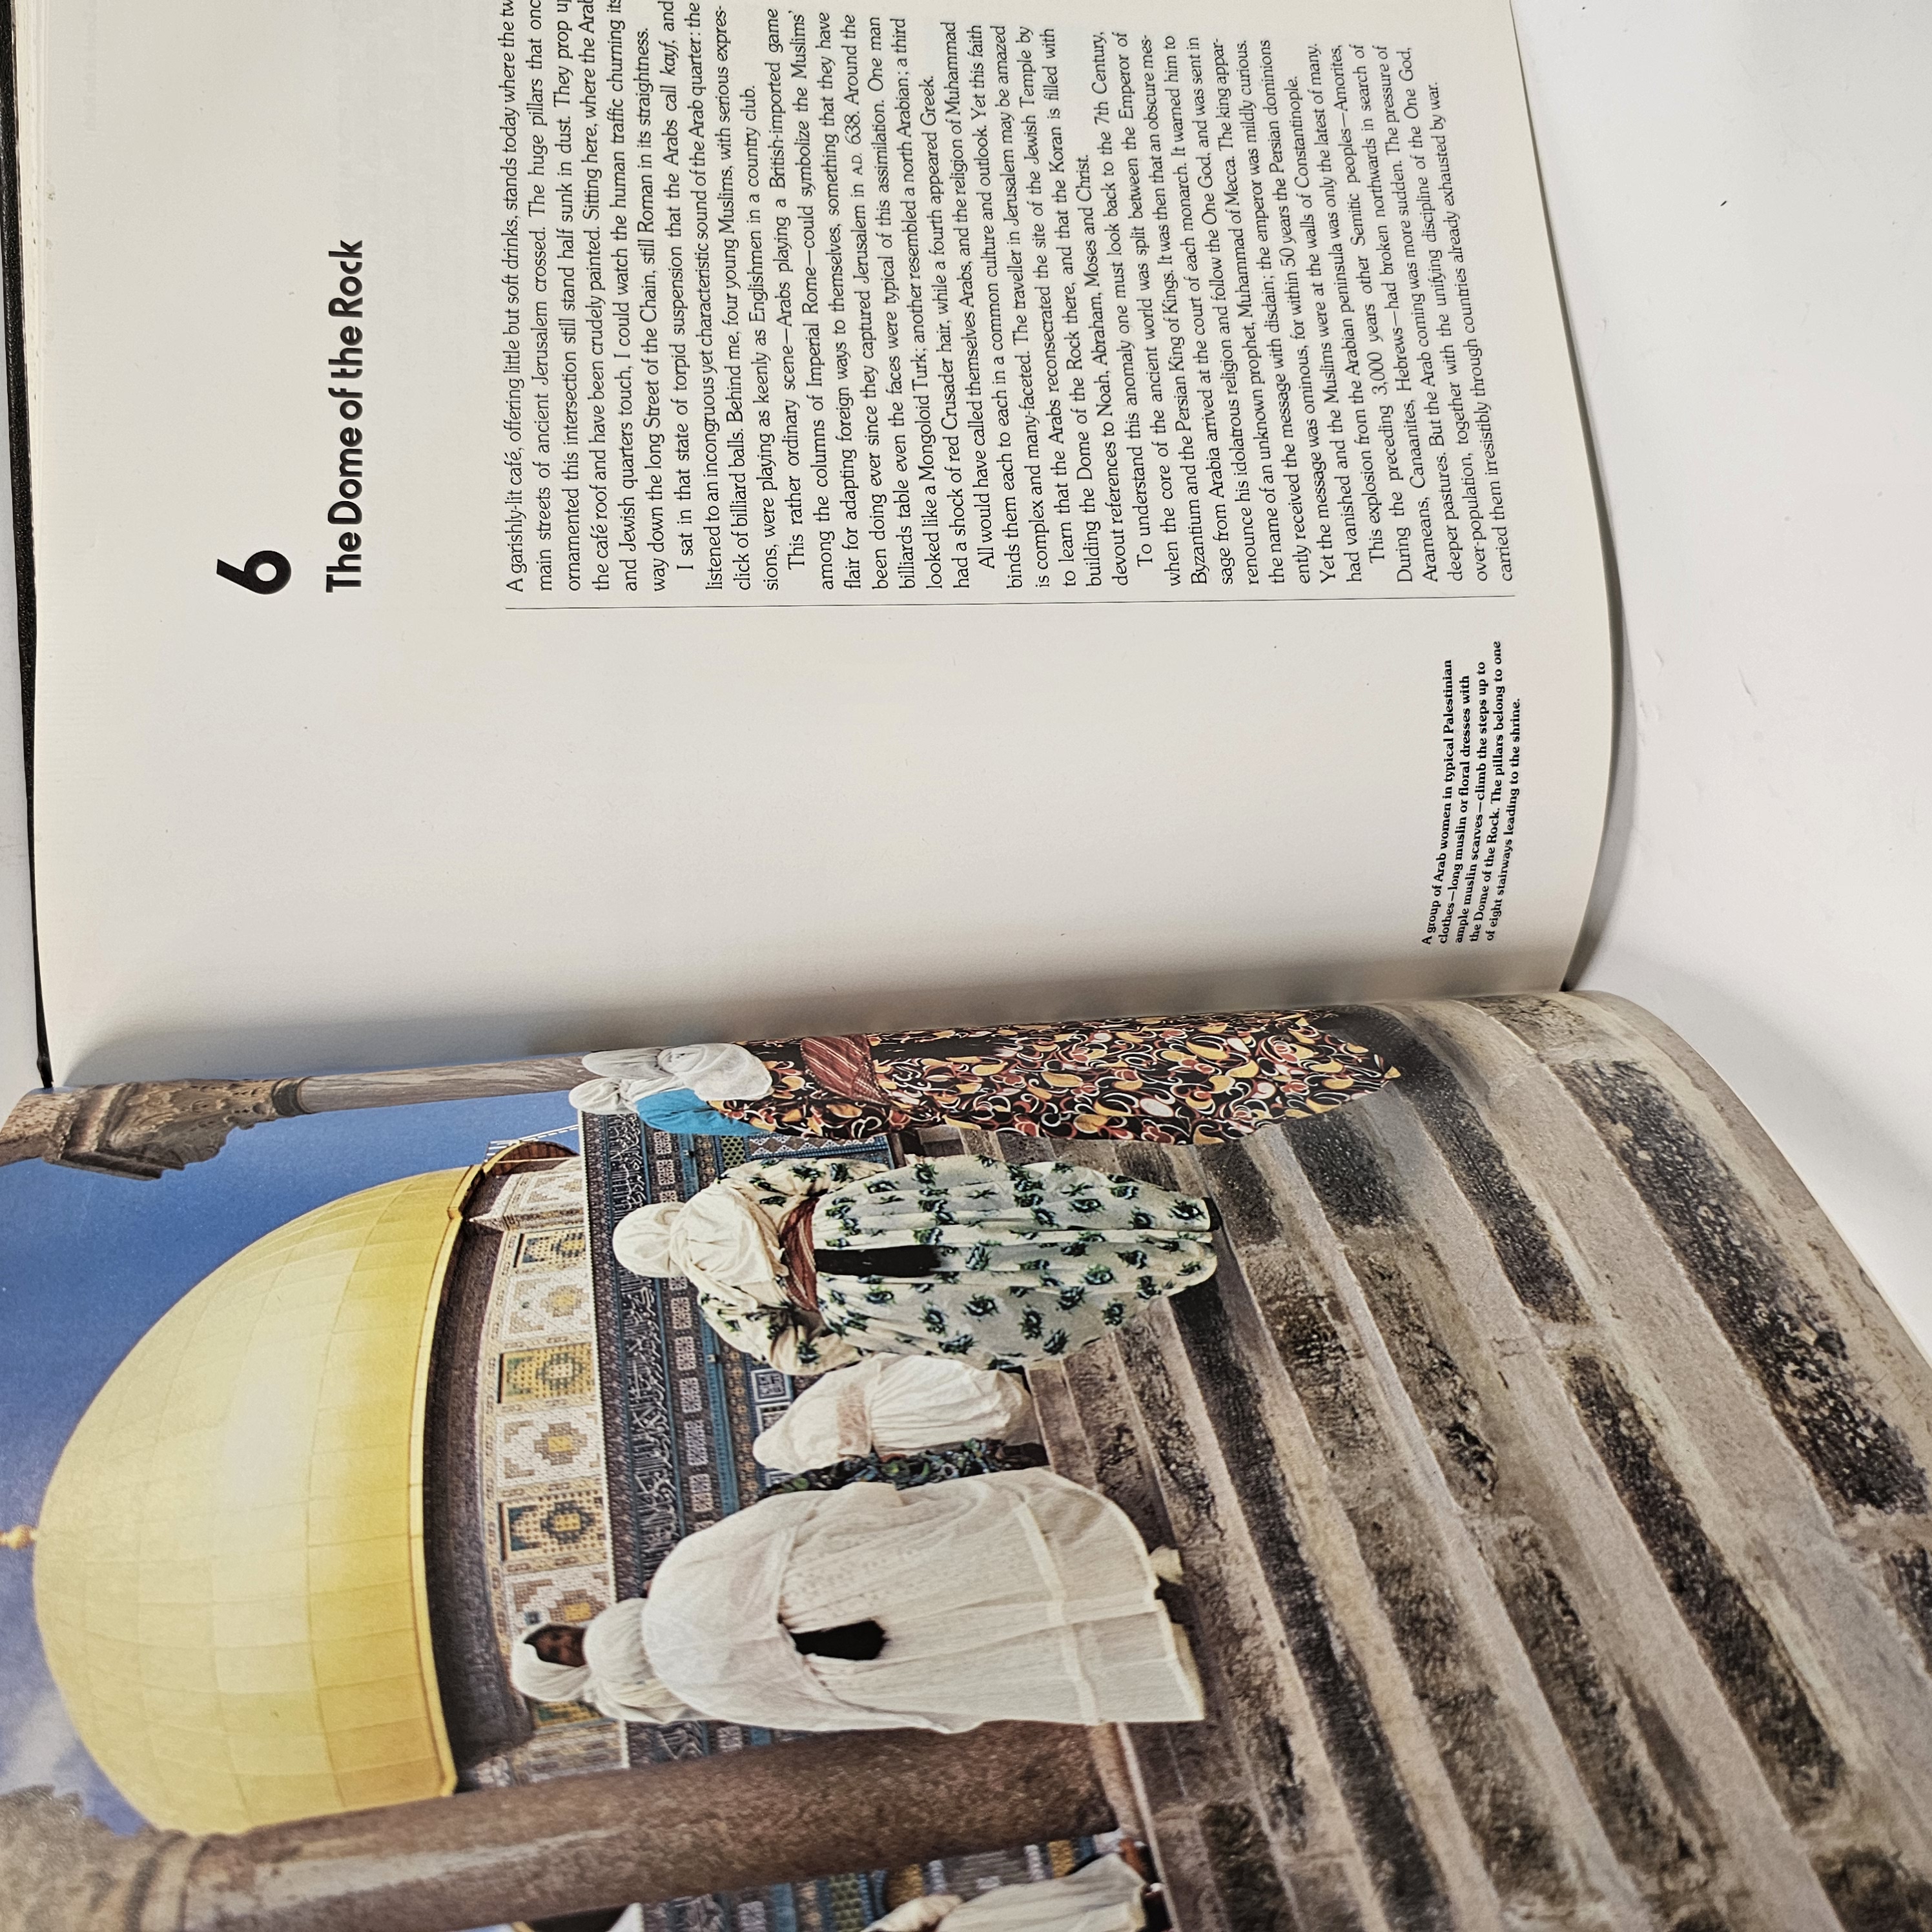 6
The Dome of the Rock
A garishly-lit café, offering little but soft drinks, stands today where the
main streets of ancient Jerusalem crossed. The huge pillars that
ornamented this intersection still stand half sunk in dust. They prop
the café roof and have been crudely painted. Sitting here, where the
and Jewish quarters touch, I could watch the human traffic churning its
way down the long Street of the Chain, still Roman in its straightness.
I sat in that state of torpid suspension that the Arabs call kayf, and
listened to an incongruous yet characteristic sound of the Arab quarter: the
click of billiard balls. Behind me, four young Muslims, with serious expres-
sions, were playing as keenly as Englishmen in a country club.
This rather ordinary scene—Arabs playing a British-imported game
among the columns of Imperial Rome—could symbolize the Muslims'
flair for adapting foreign ways to themselves, something that they have
been doing ever since they captured Jerusalem in A.D. 638. Around the
billiards table even the faces were typical of this assimilation. One man
looked like a Mongoloid Turk; another resembled a north Arabian; a third
had a shock of red Crusader hair, while a fourth appeared Greek.
All would have called themselves Arabs, and the religion of Muhammad
binds them each to each in a common culture and outlook. Yet this faith
is complex and many-faceted. The traveller in Jerusalem may be amazed
to learn that the Arabs reconsecrated the site of the Jewish Temple by
building the Dome of the Rock there, and that the Koran is filled with
devout references to Noah, Abraham, Moses and Christ.
To understand this anomaly one must look back to the 7th Century,
when the core of the ancient world was split between the Emperor of
Byzantium and the Persian King of Kings. It was then that an obscure mes-
sage from Arabia arrived at the court of each monarch. It warned him to
renounce his idolatrous religion and follow the One God, and was sent in
the name of an unknown prophet, Muhammad of Mecca. The king appar-
ently received the message with disdain; the emperor was mildly curious.
Yet the message was ominous, for within 50 years the Persian dominions
had vanished and the Muslims were at the walls of Constantinople.
This explosion from the Arabian peninsula was only the latest of many.
During the preceding 3,000 years other Semitic peoples—Amorites,
Arameans, Canaanites, Hebrews—had broken northwards in search of
deeper pastures. But the Arab coming was more sudden. The pressure of
over-population, together with the unifying discipline of the One God,
carried them irresistibly through countries already exhausted by war.
A group of Arab women in typical Palestinian
clothes—long muslin or floral dresses with
ample muslin scarves—climb the steps up to
the Dome of the Rock. The pillars belong to one
of eight stairways leading to the shrine.